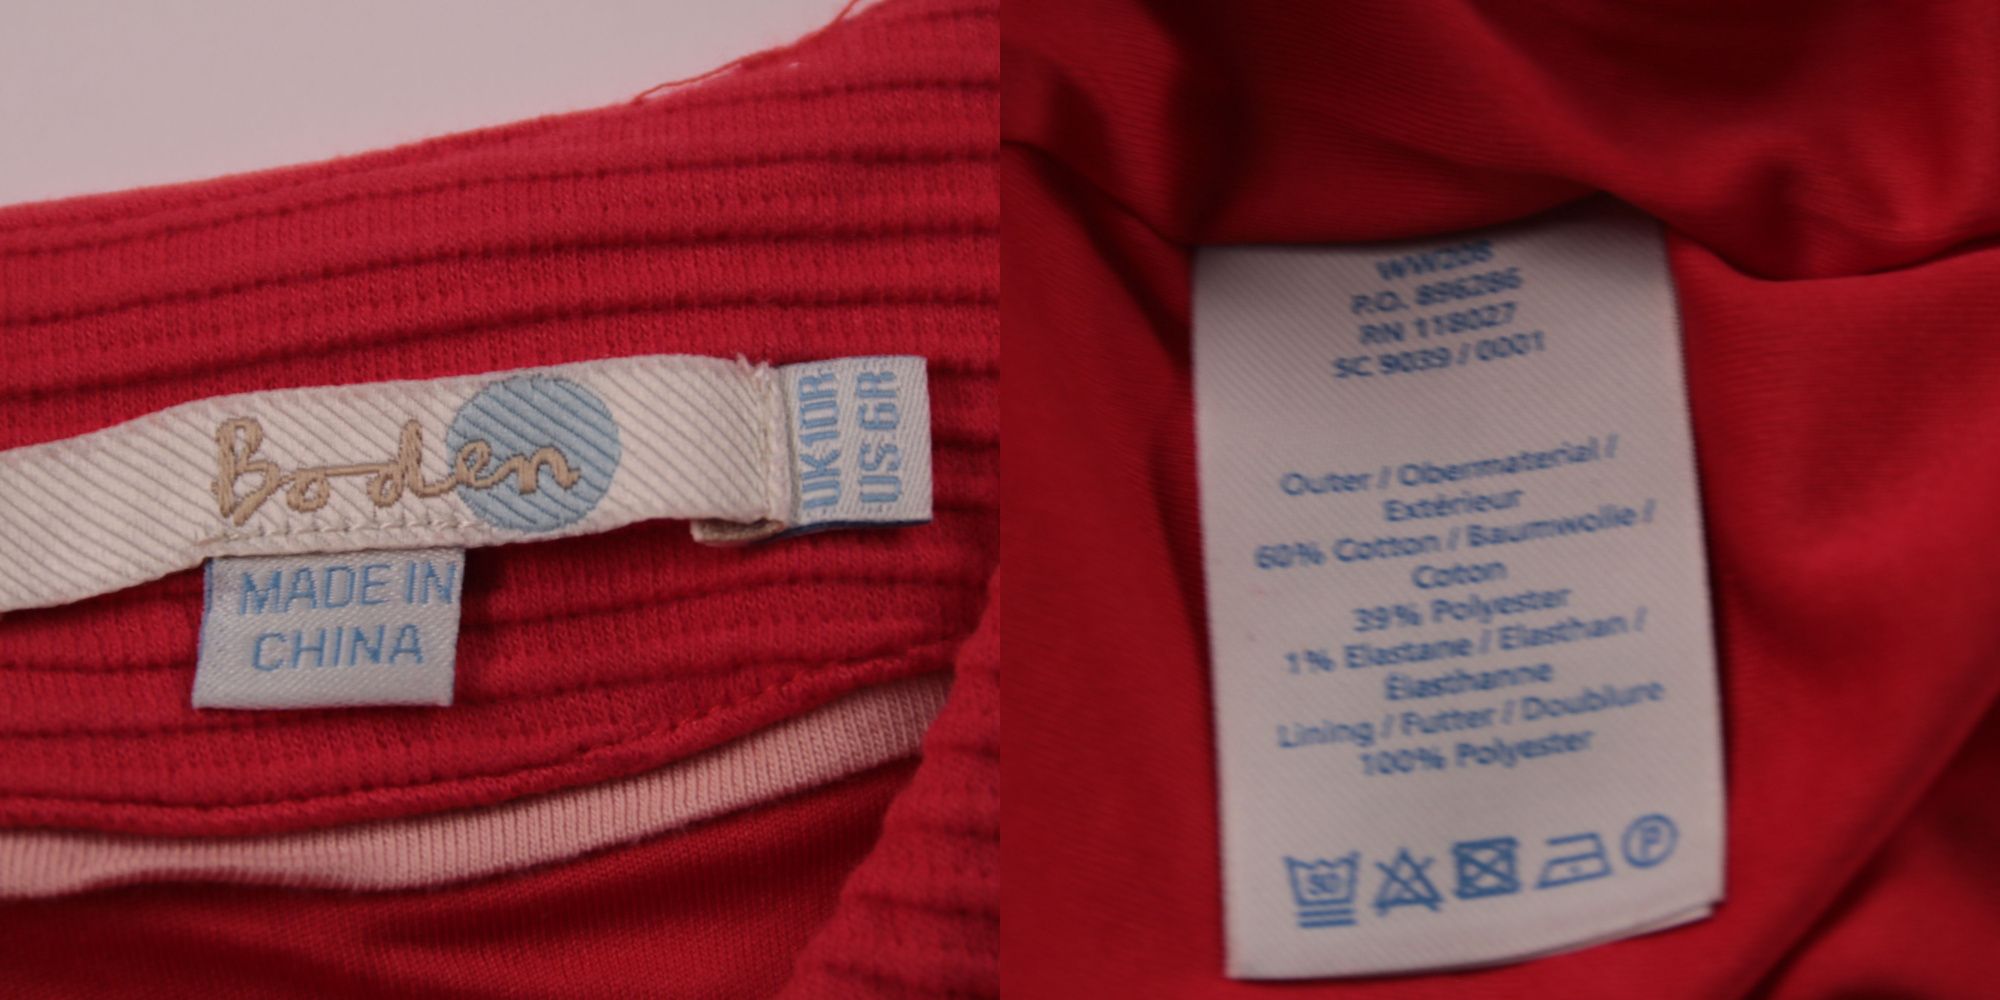 Boden
UK10R
US6R
MADE IN
CHINA
WW208
P.O. 896286
RN 118027
SC 9039 / 0001
Outer / Obermaterial /
Extérieur
60% Cotton / Baumwolle /
Coton
39% Polyester
1% Elastane / Elasthan /
Élasthanne
Lining / Futter / Doublure
100% Polyester
30
P